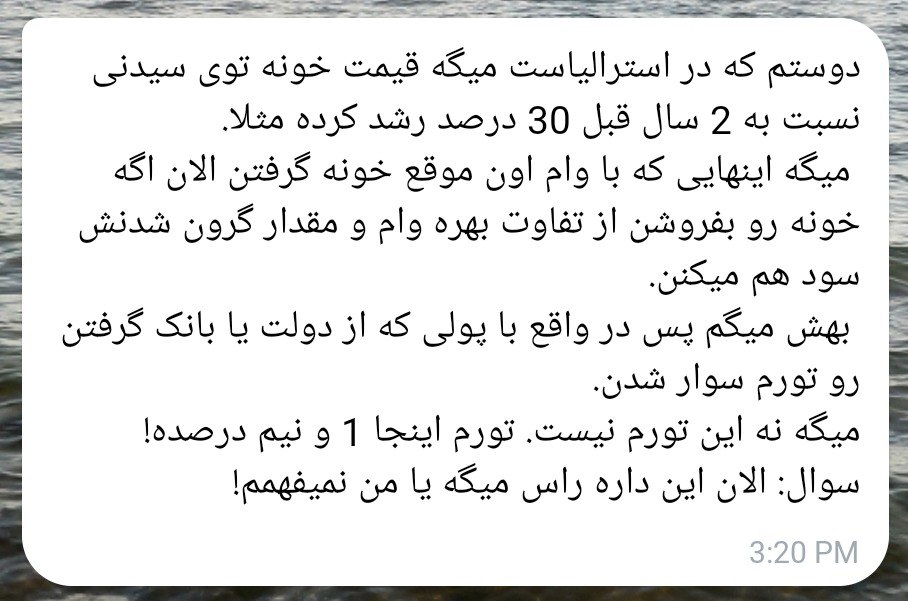 دوستم که در استرالیاست میگه قیمت خونه توی سیدنی
نسبت به 2 سال قبل 30 درصد رشد کرده مثلا.
میگه اینهایی که با وام اون موقع خونه گرفتن الان اگه
خونه رو بفروشن از تفاوت بهره وام و مقدار گرون شدنش
سود هم میکنن.
بهش میگم پس در واقع با پولی که از دولت یا بانک گرفتن
رو تورم سوار شدن.
میگه نه این تورم نیست. تورم اینجا 1 و نیم درصده!
سوال: الان این داره راس میگه یا من نمیفهمم!
3:20 PM